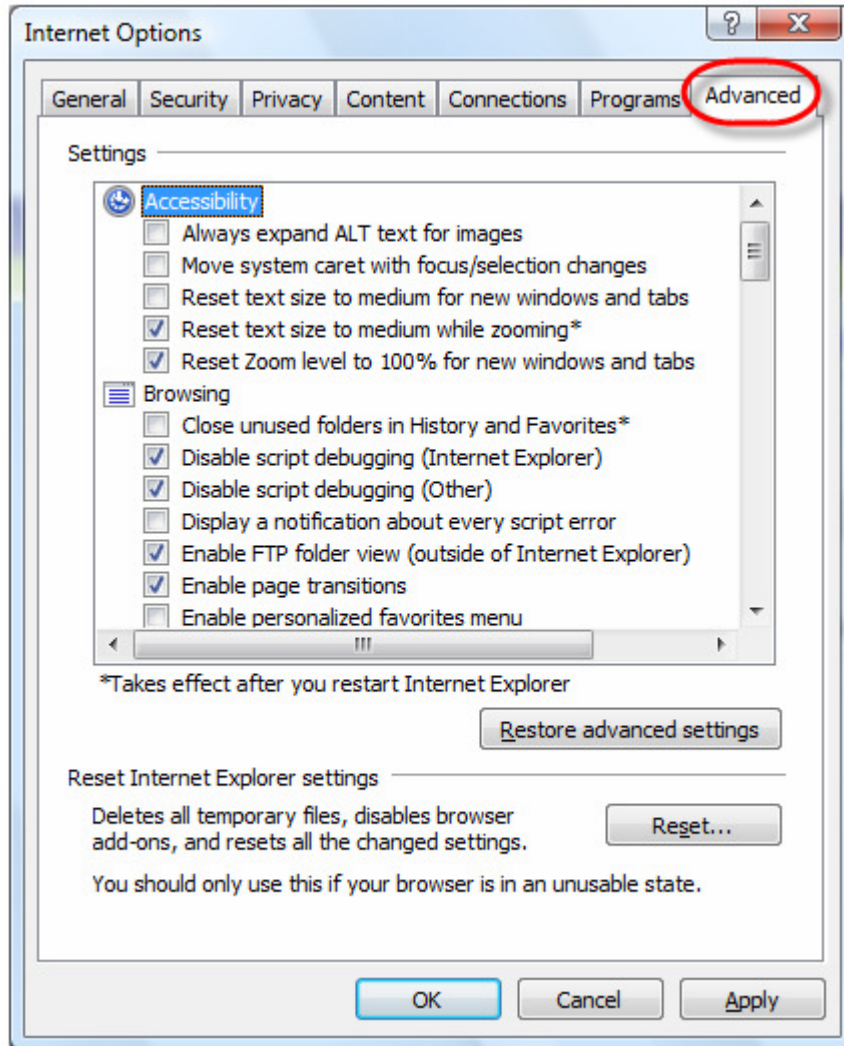 Internet Options
General Security Privacy Content Connections Programs Advanced
Settings
Accessibility
Always expand ALT text for images
Move system caret with focus/selection changes
Reset text size to medium for new windows and tabs
Reset text size to medium while zooming*
Reset Zoom level to 100% for new windows and tabs
Browsing
Close unused folders in History and Favorites*
Disable script debugging (Internet Explorer)
Disable script debugging (Other)
Display a notification about every script error
Enable FTP folder view (outside of Internet Explorer)
Enable page transitions
Enable personalized favorites menu
*Takes effect after you restart Internet Explorer
Restore advanced settings
Reset Internet Explorer settings
Deletes all temporary files, disables browser
add-ons, and resets all the changed settings.
Reset...
You should only use this if your browser is in an unusable state.
OK Cancel Apply